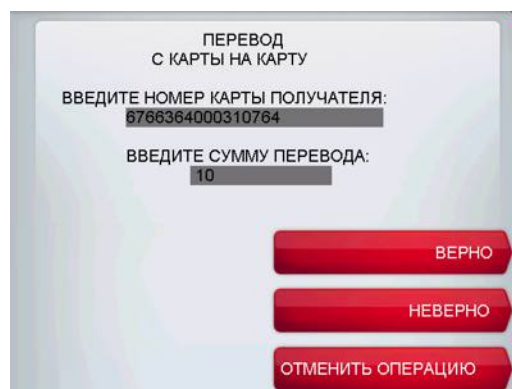 ПЕРЕВОД
С КАРТЫ НА КАРТУ
ВВЕДИТЕ НОМЕР КАРТЫ ПОЛУЧАТЕЛЯ:
6766364000310764
ВВЕДИТЕ СУММУ ПЕРЕВОДА:
10
ВЕРНО
НЕВЕРНО
ОТМЕНИТЬ ОПЕРАЦИЮ